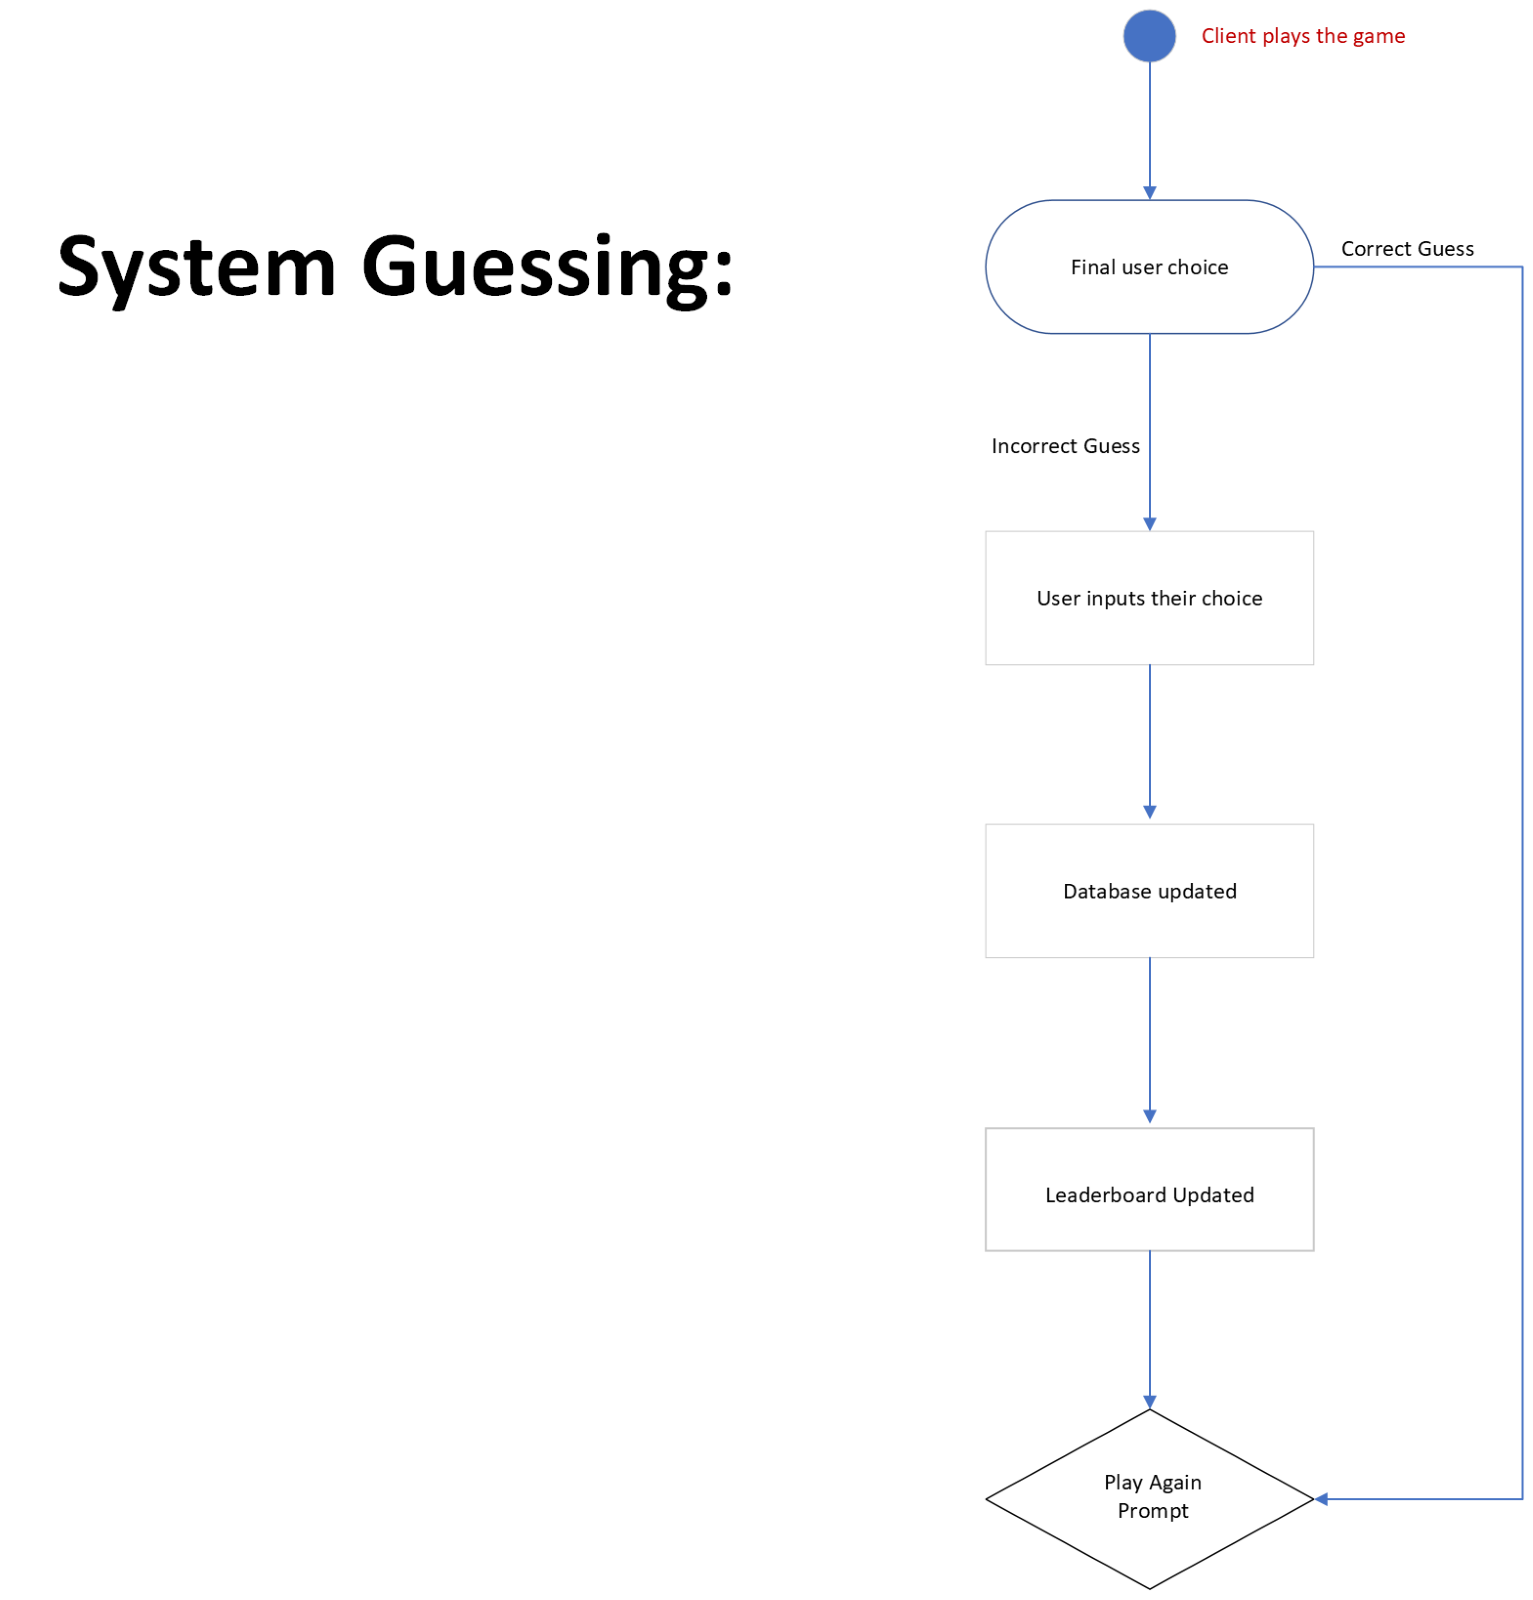 Client plays the game
System Guessing:
Final user choice
Correct Guess
Incorrect Guess
User inputs their choice
Database updated
Leaderboard Updated
Play Again
Prompt